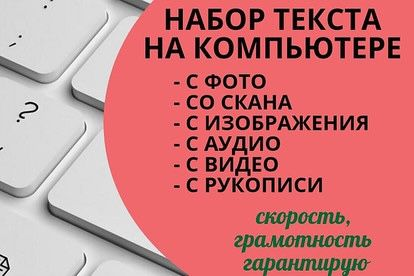 НАБОР ТЕКСТА
НА КОМПЬЮТЕРЕ
- С ФОТО
- СО СКАНА
- С ИЗОБРАЖЕНИЯ
- С АУДИО
- С ВИДЕО
- С РУКОПИСИ
скорость,
грамотность
гарантирую
?